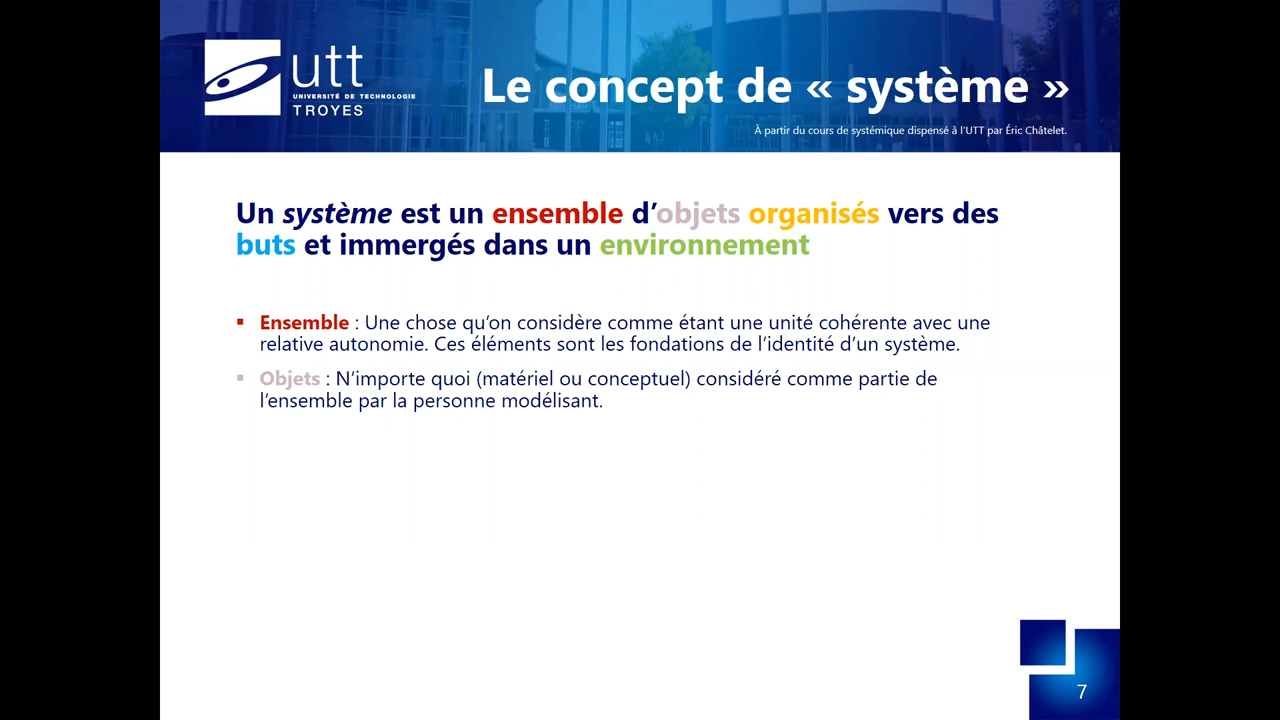 utt
UNIVERSITÉ DE TECHNOLOGIE
TROYES
Le concept de « système »
À partir du cours de systémique dispensé à l’UTT par Éric Châtelet.
Un système est un ensemble d’objets organisés vers des
buts et immergés dans un environnement
▪ Ensemble : Une chose qu’on considère comme étant une unité cohérente avec une
relative autonomie. Ces éléments sont les fondations de l’identité d’un système.
▪ Objets : N’importe quoi (matériel ou conceptuel) considéré comme partie de
l’ensemble par la personne modélisant.
7